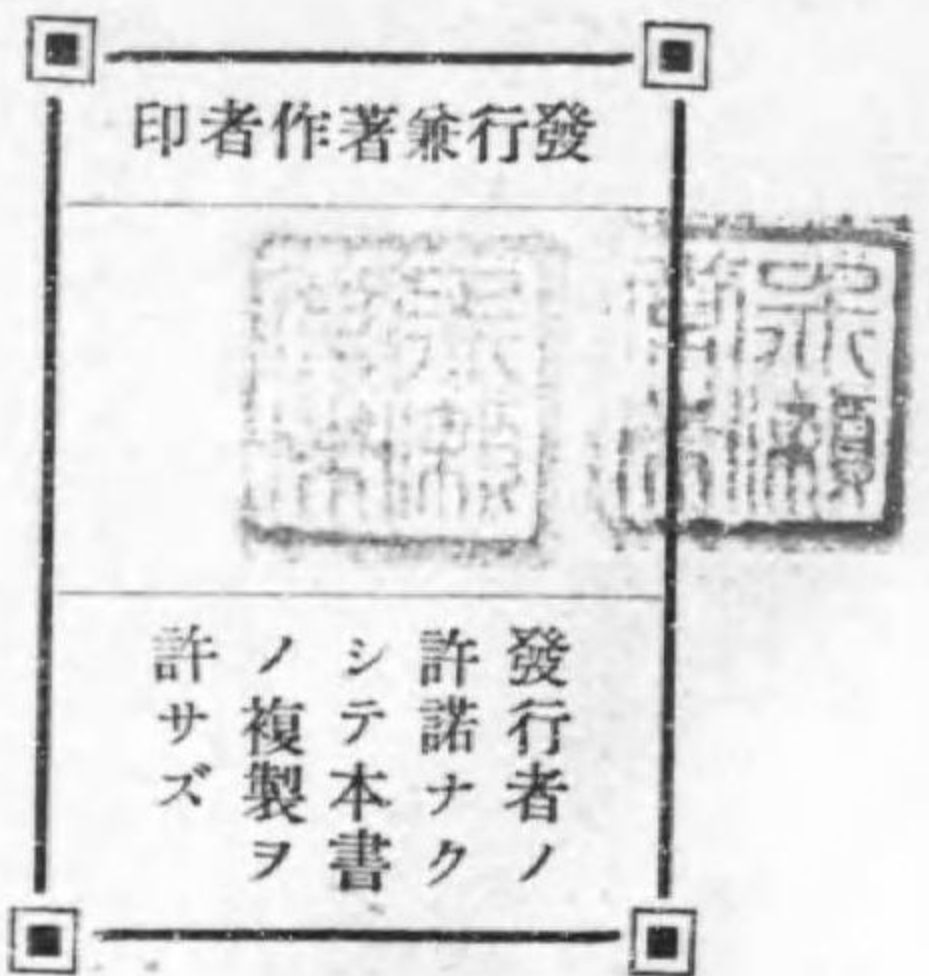 發行兼著作者印
發行者ノ
許諾ナク
シテ本書
ノ複製ヲ
許サズ